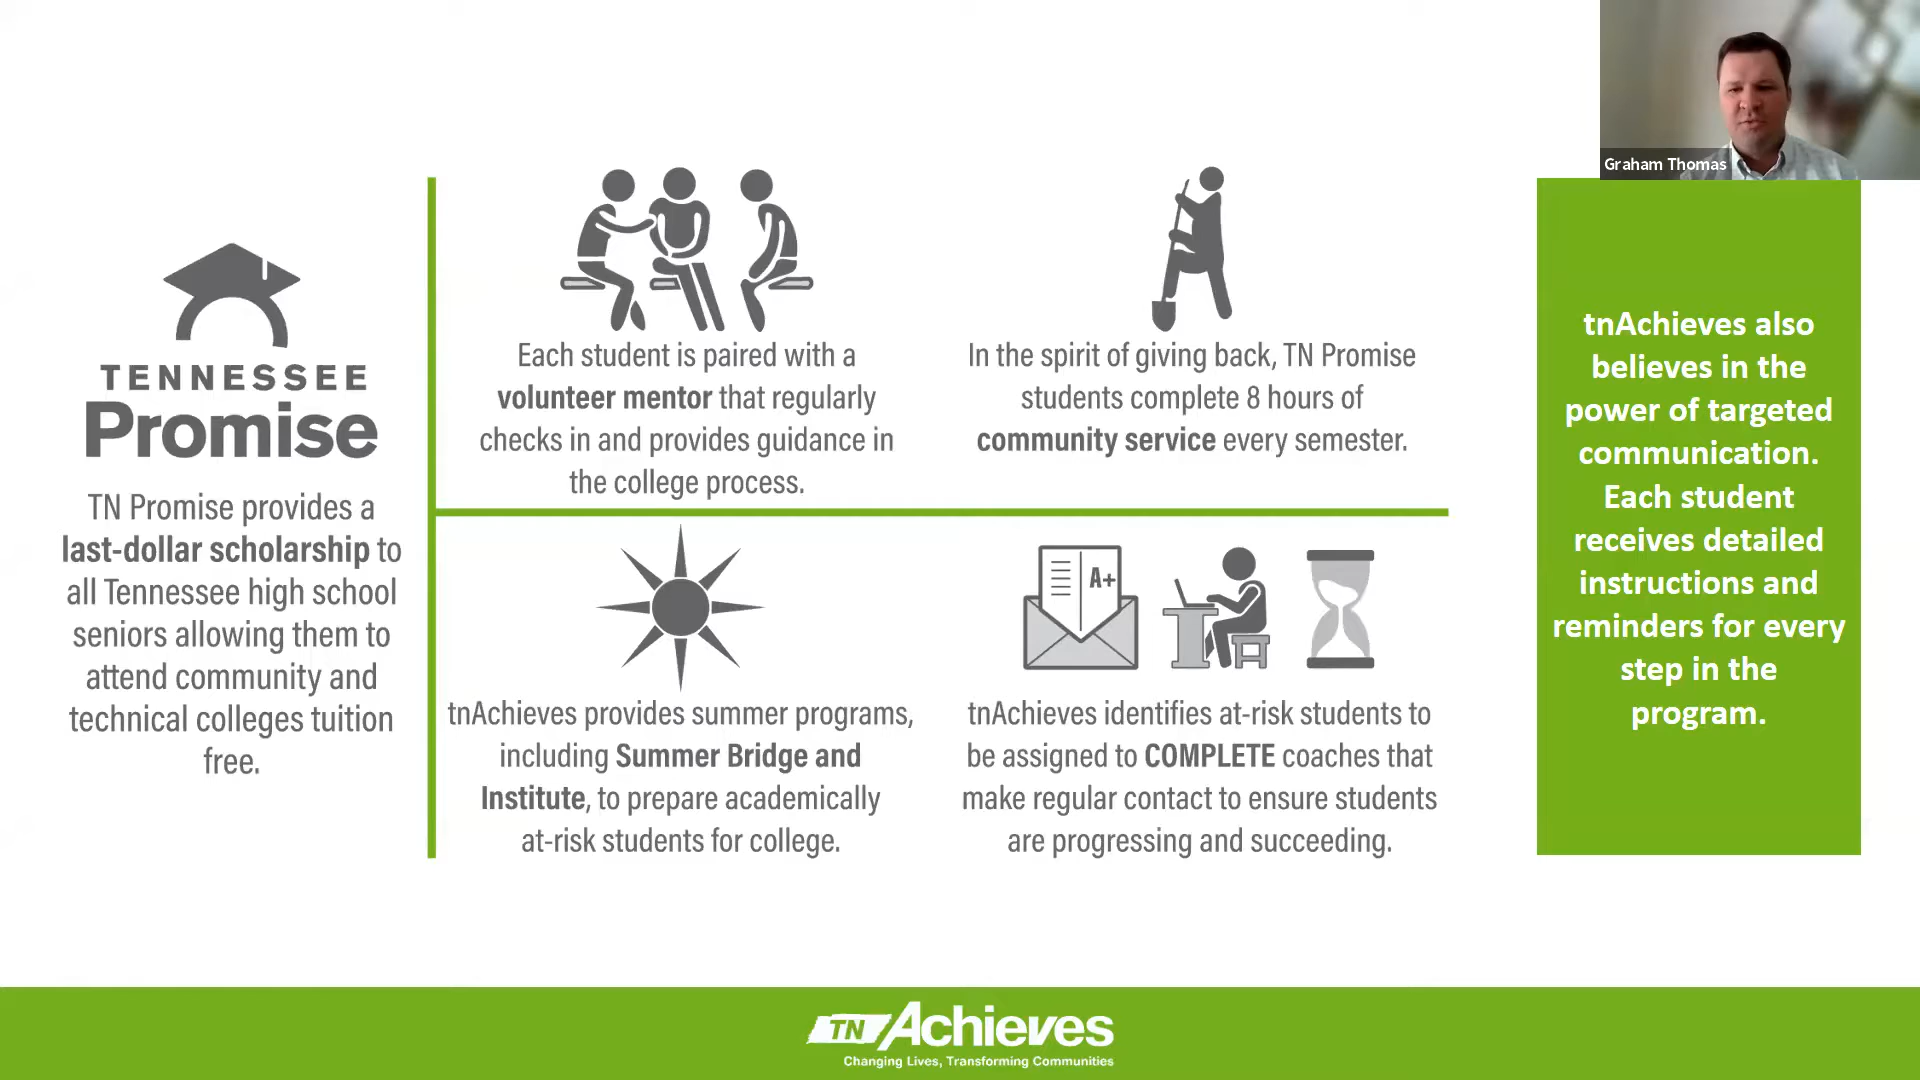 Graham Thomas
TENNESSEE
Promise
TN Promise provides a
last-dollar scholarship to
all Tennessee high school
seniors allowing them to
attend community and
technical colleges tuition
free.
Each student is paired with a
volunteer mentor that regularly
checks in and provides guidance in
the college process.
In the spirit of giving back, TN Promise
students complete 8 hours of
community service every semester.
tnAchieves provides summer programs,
including Summer Bridge and
Institute, to prepare academically
at-risk students for college.
A+
tnAchieves identifies at-risk students to
be assigned to COMPLETE coaches that
make regular contact to ensure students
are progressing and succeeding.
tnAchieves also
believes in the
power of targeted
communication.
Each student
receives detailed
instructions and
reminders for every
step in the
program.
TN Achieves
Changing Lives, Transforming Communities